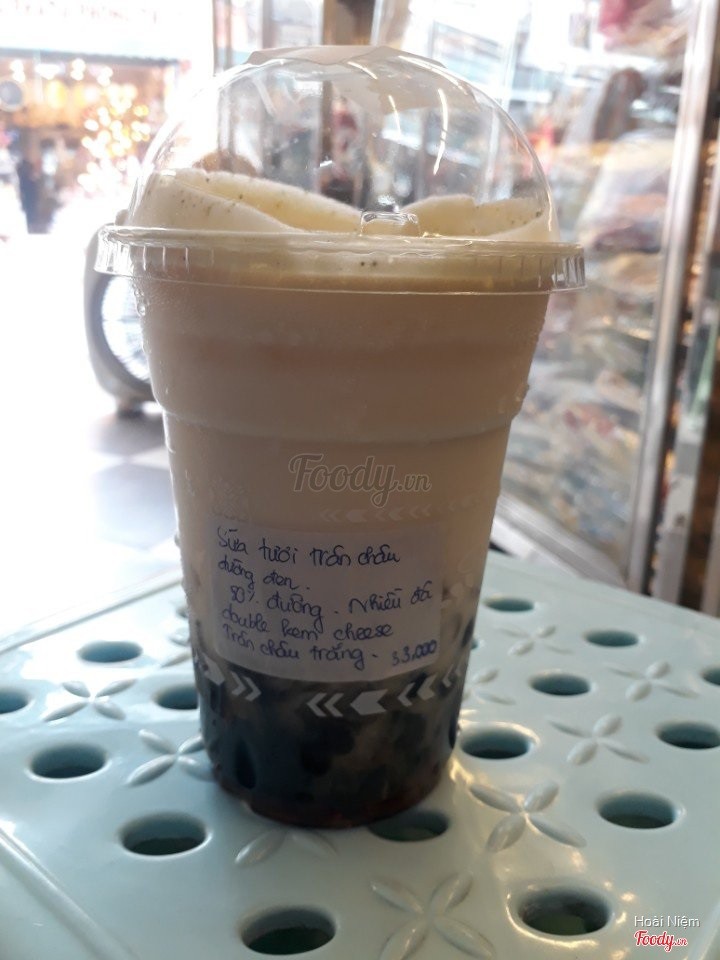 Foody.vn
Sữa tươi trân châu
đường đen.
50% đường. Nhiều đá
double kem cheese
Trân châu trắng. 53,000
Hoài Niệm
Foody.vn